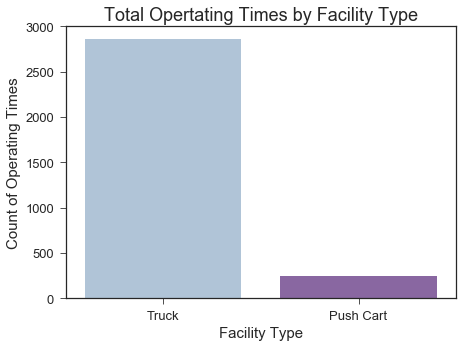 Total Opertating Times by Facility Type
3000
2500
2000
1500
1000
500
0
Count of Operating Times
Truck
Push Cart
Facility Type